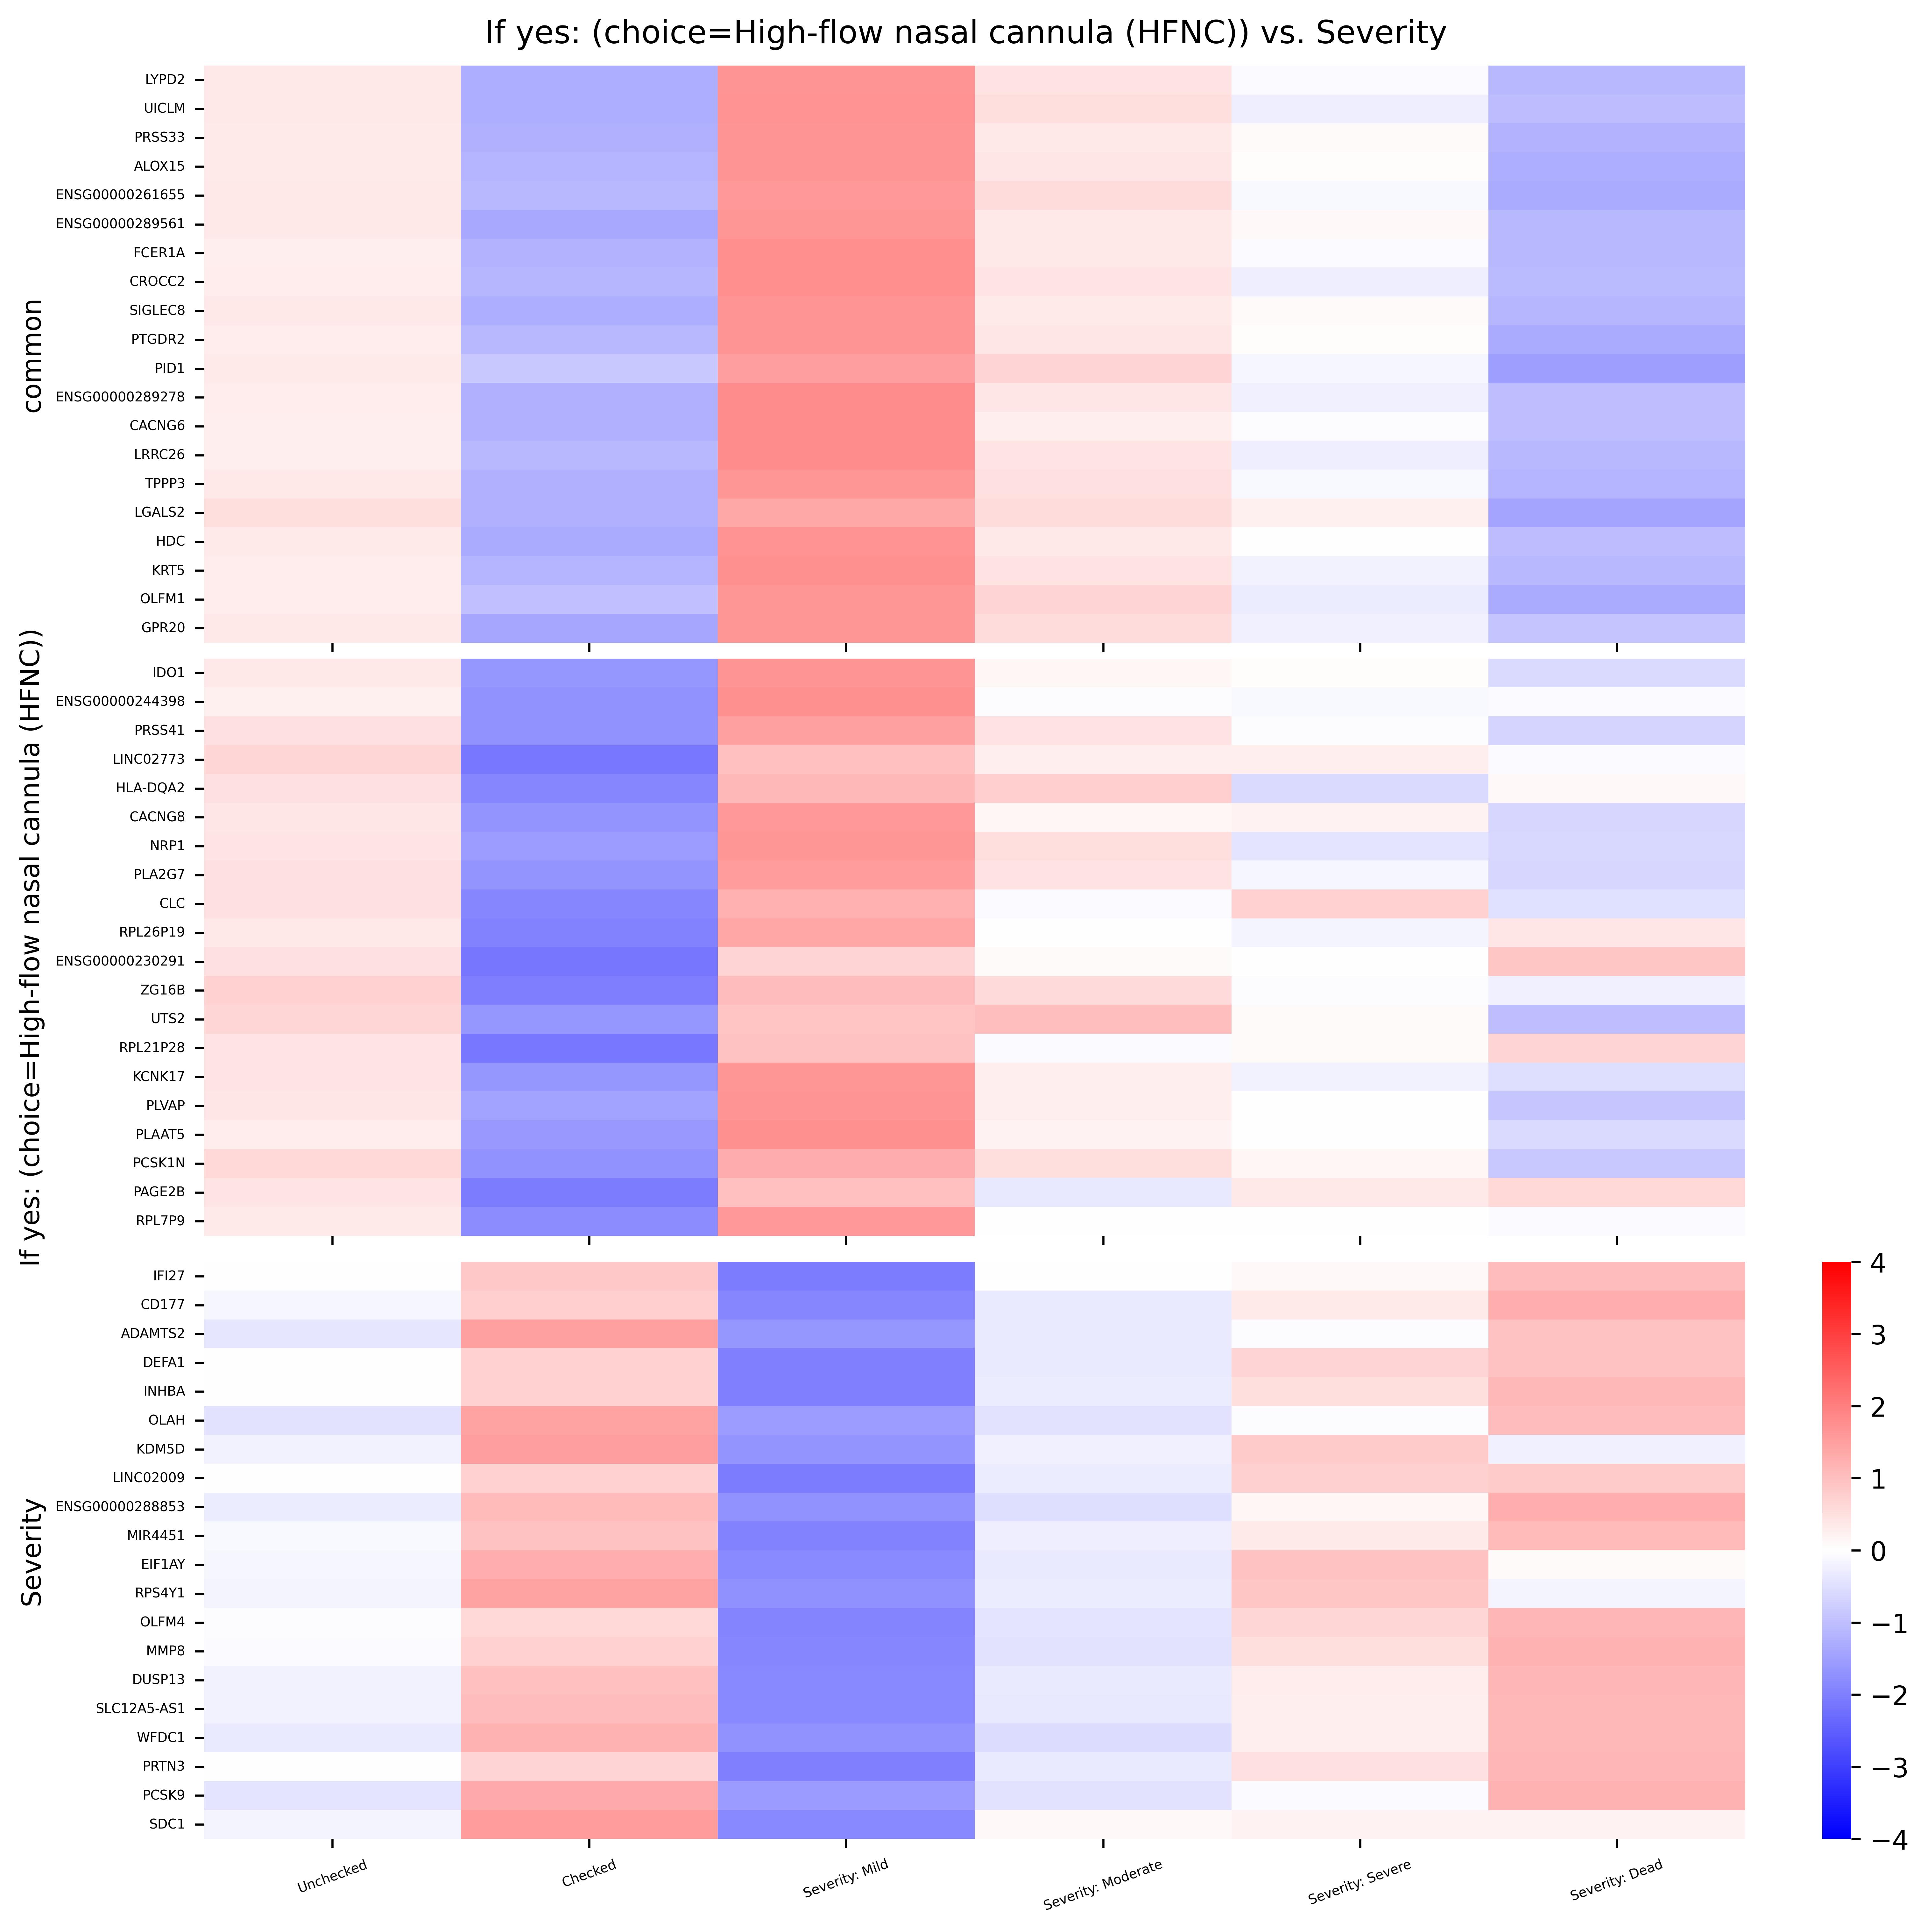 If yes: (choice=High-flow nasal cannula (HFNC)) vs. Severity
common
LYPD2
UICLM
PRSS33
ALOX15
ENSG00000261655
ENSG00000289561
FCER1A
CROCC2
SIGLEC8
PTGDR2
PID1
ENSG00000289278
CACNG6
LRRC26
TPPP3
LGALS2
HDC
KRT5
OLFM1
GPR20
If yes: (choice=High-flow nasal cannula (HFNC))
IDO1
ENSG00000244398
PRSS41
LINC02773
HLA-DQA2
CACNG8
NRP1
PLA2G7
CLC
RPL26P19
ENSG00000230291
ZG16B
UTS2
RPL21P28
KCNK17
PLVAP
PLAAT5
PCSK1N
PAGE2B
RPL7P9
Severity
IFI27
CD177
ADAMTS2
DEFA1
INHBA
OLAH
KDM5D
LINC02009
ENSG00000288853
MIR4451
EIF1AY
RPS4Y1
OLFM4
MMP8
DUSP13
SLC12A5-AS1
WFDC1
PRTN3
PCSK9
SDC1
Unchecked
Checked
Severity: Mild
Severity: Moderate
Severity: Severe
Severity: Dead
4
3
2
1
0
−1
−2
−3
−4